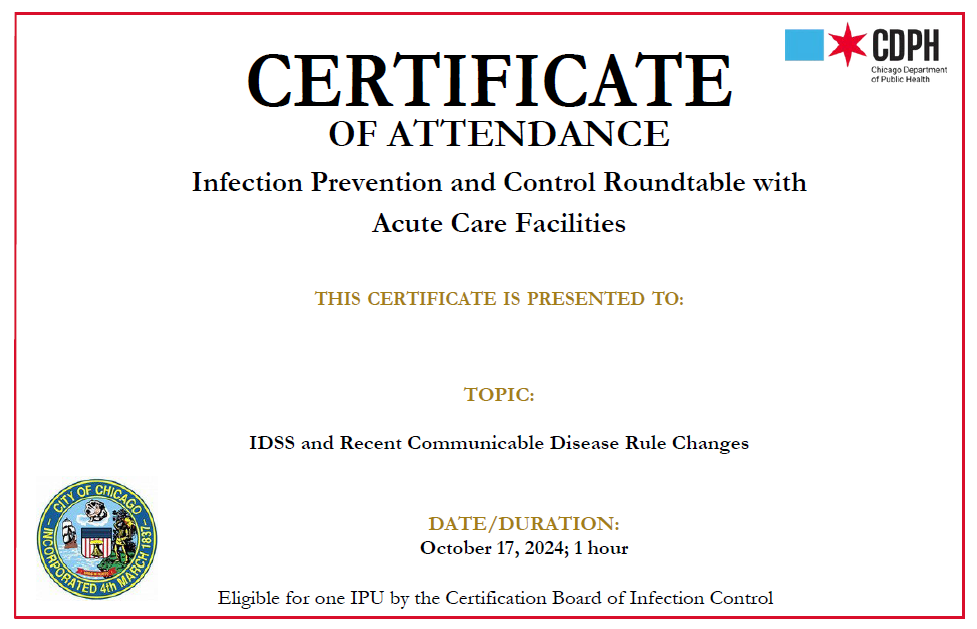 CDPH
Chicago Department
of Public Health
CERTIFICATE
OF ATTENDANCE
Infection Prevention and Control Roundtable with
Acute Care Facilities
THIS CERTIFICATE IS PRESENTED TO:
TOPIC:
IDSS and Recent Communicable Disease Rule Changes
CITY OF CHICAGO
INCORPORATED 4th MARCH 1837
DATE/DURATION:
October 17, 2024; 1 hour
Eligible for one IPU by the Certification Board of Infection Control